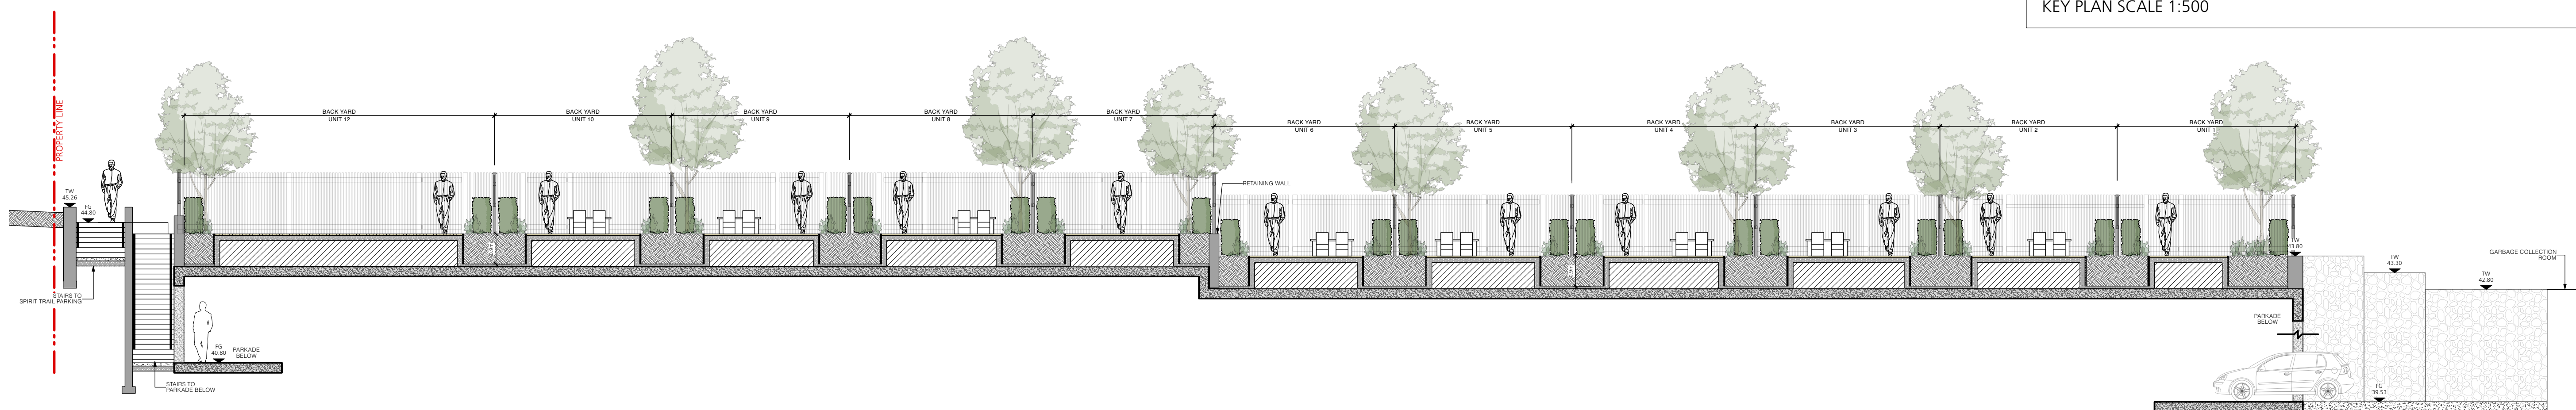 KEY PLAN SCALE 1:500
PROPERTY LINE
BACK YARD
UNIT 12
BACK YARD
UNIT 10
BACK YARD
UNIT 9
BACK YARD
UNIT 8
BACK YARD
UNIT 7
BACK YARD
UNIT 6
BACK YARD
UNIT 5
BACK YARD
UNIT 4
BACK YARD
UNIT 3
BACK YARD
UNIT 2
BACK YARD
UNIT 1
TW
45.26
FG
44.80
RETAINING WALL
TW
43.80
TW
43.30
TW
42.80
GARBAGE COLLECTION
ROOM
STAIRS TO
SPIRIT TRAIL PARKING
FG
40.80
PARKADE
BELOW
STAIRS TO
PARKADE BELOW
PARKADE
BELOW
FG
39.53